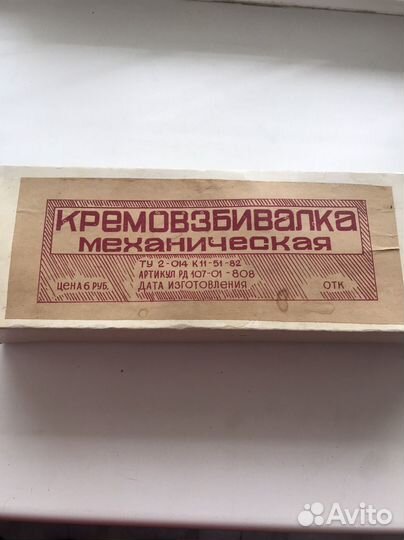 КРЕМОВЗБИВАЛКА
МЕХАНИЧЕСКАЯ
ТУ 2-014 К11-51-82
АРТИКУЛ РД 107-01-808
ЦЕНА 6 РУБ. ДАТА ИЗГОТОВЛЕНИЯ ОТК
Avito